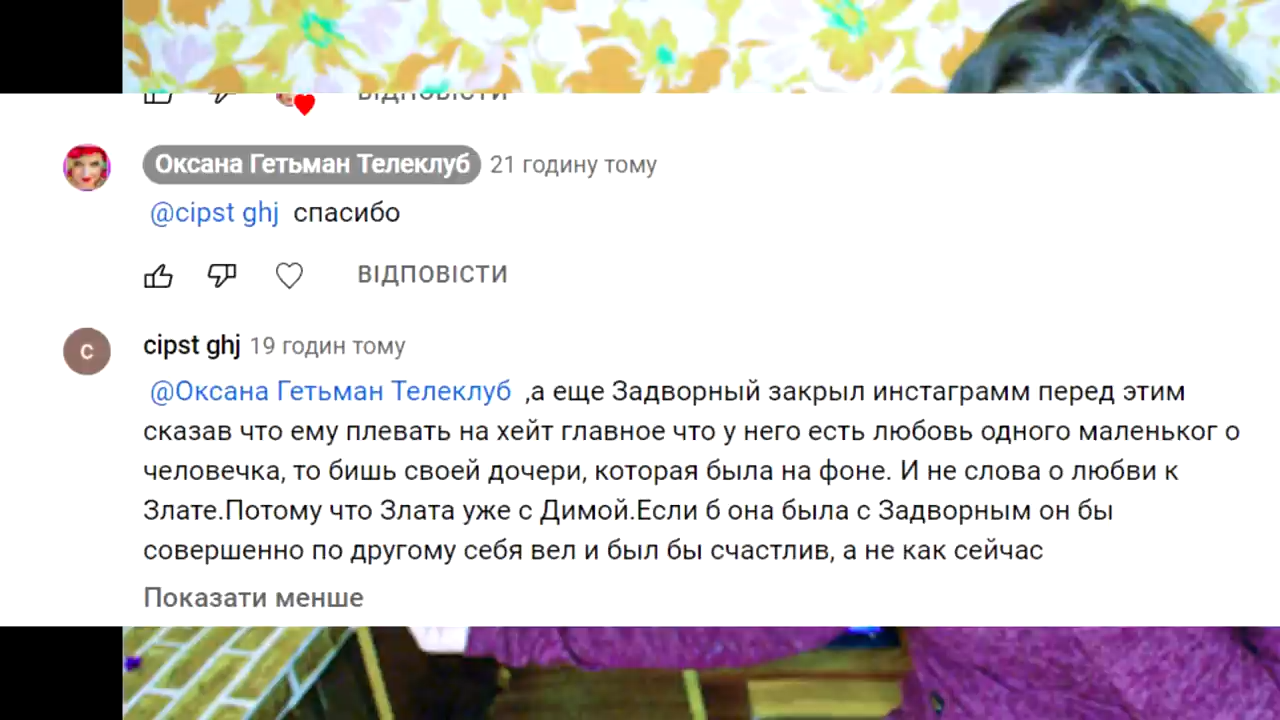 ВІДПОВІСТИ
Оксана Гетьман Телеклуб 21 годину тому
@cipst ghj спасибо
ВІДПОВІСТИ
С
cipst ghj 19 годин тому
@Оксана Гетьман Телеклуб ,а еще Задворный закрыл инстаграмм перед этим
сказав что ему плевать на хейт главное что у него есть любовь одного маленьког о
человечка, то бишь своей дочери, которая была на фоне. И не слова о любви к
Злате.Потому что Злата уже с Димой.Если б она была с Задворным он бы
совершенно по другому себя вел и был бы счастлив, а не как сейчас
Показати менше